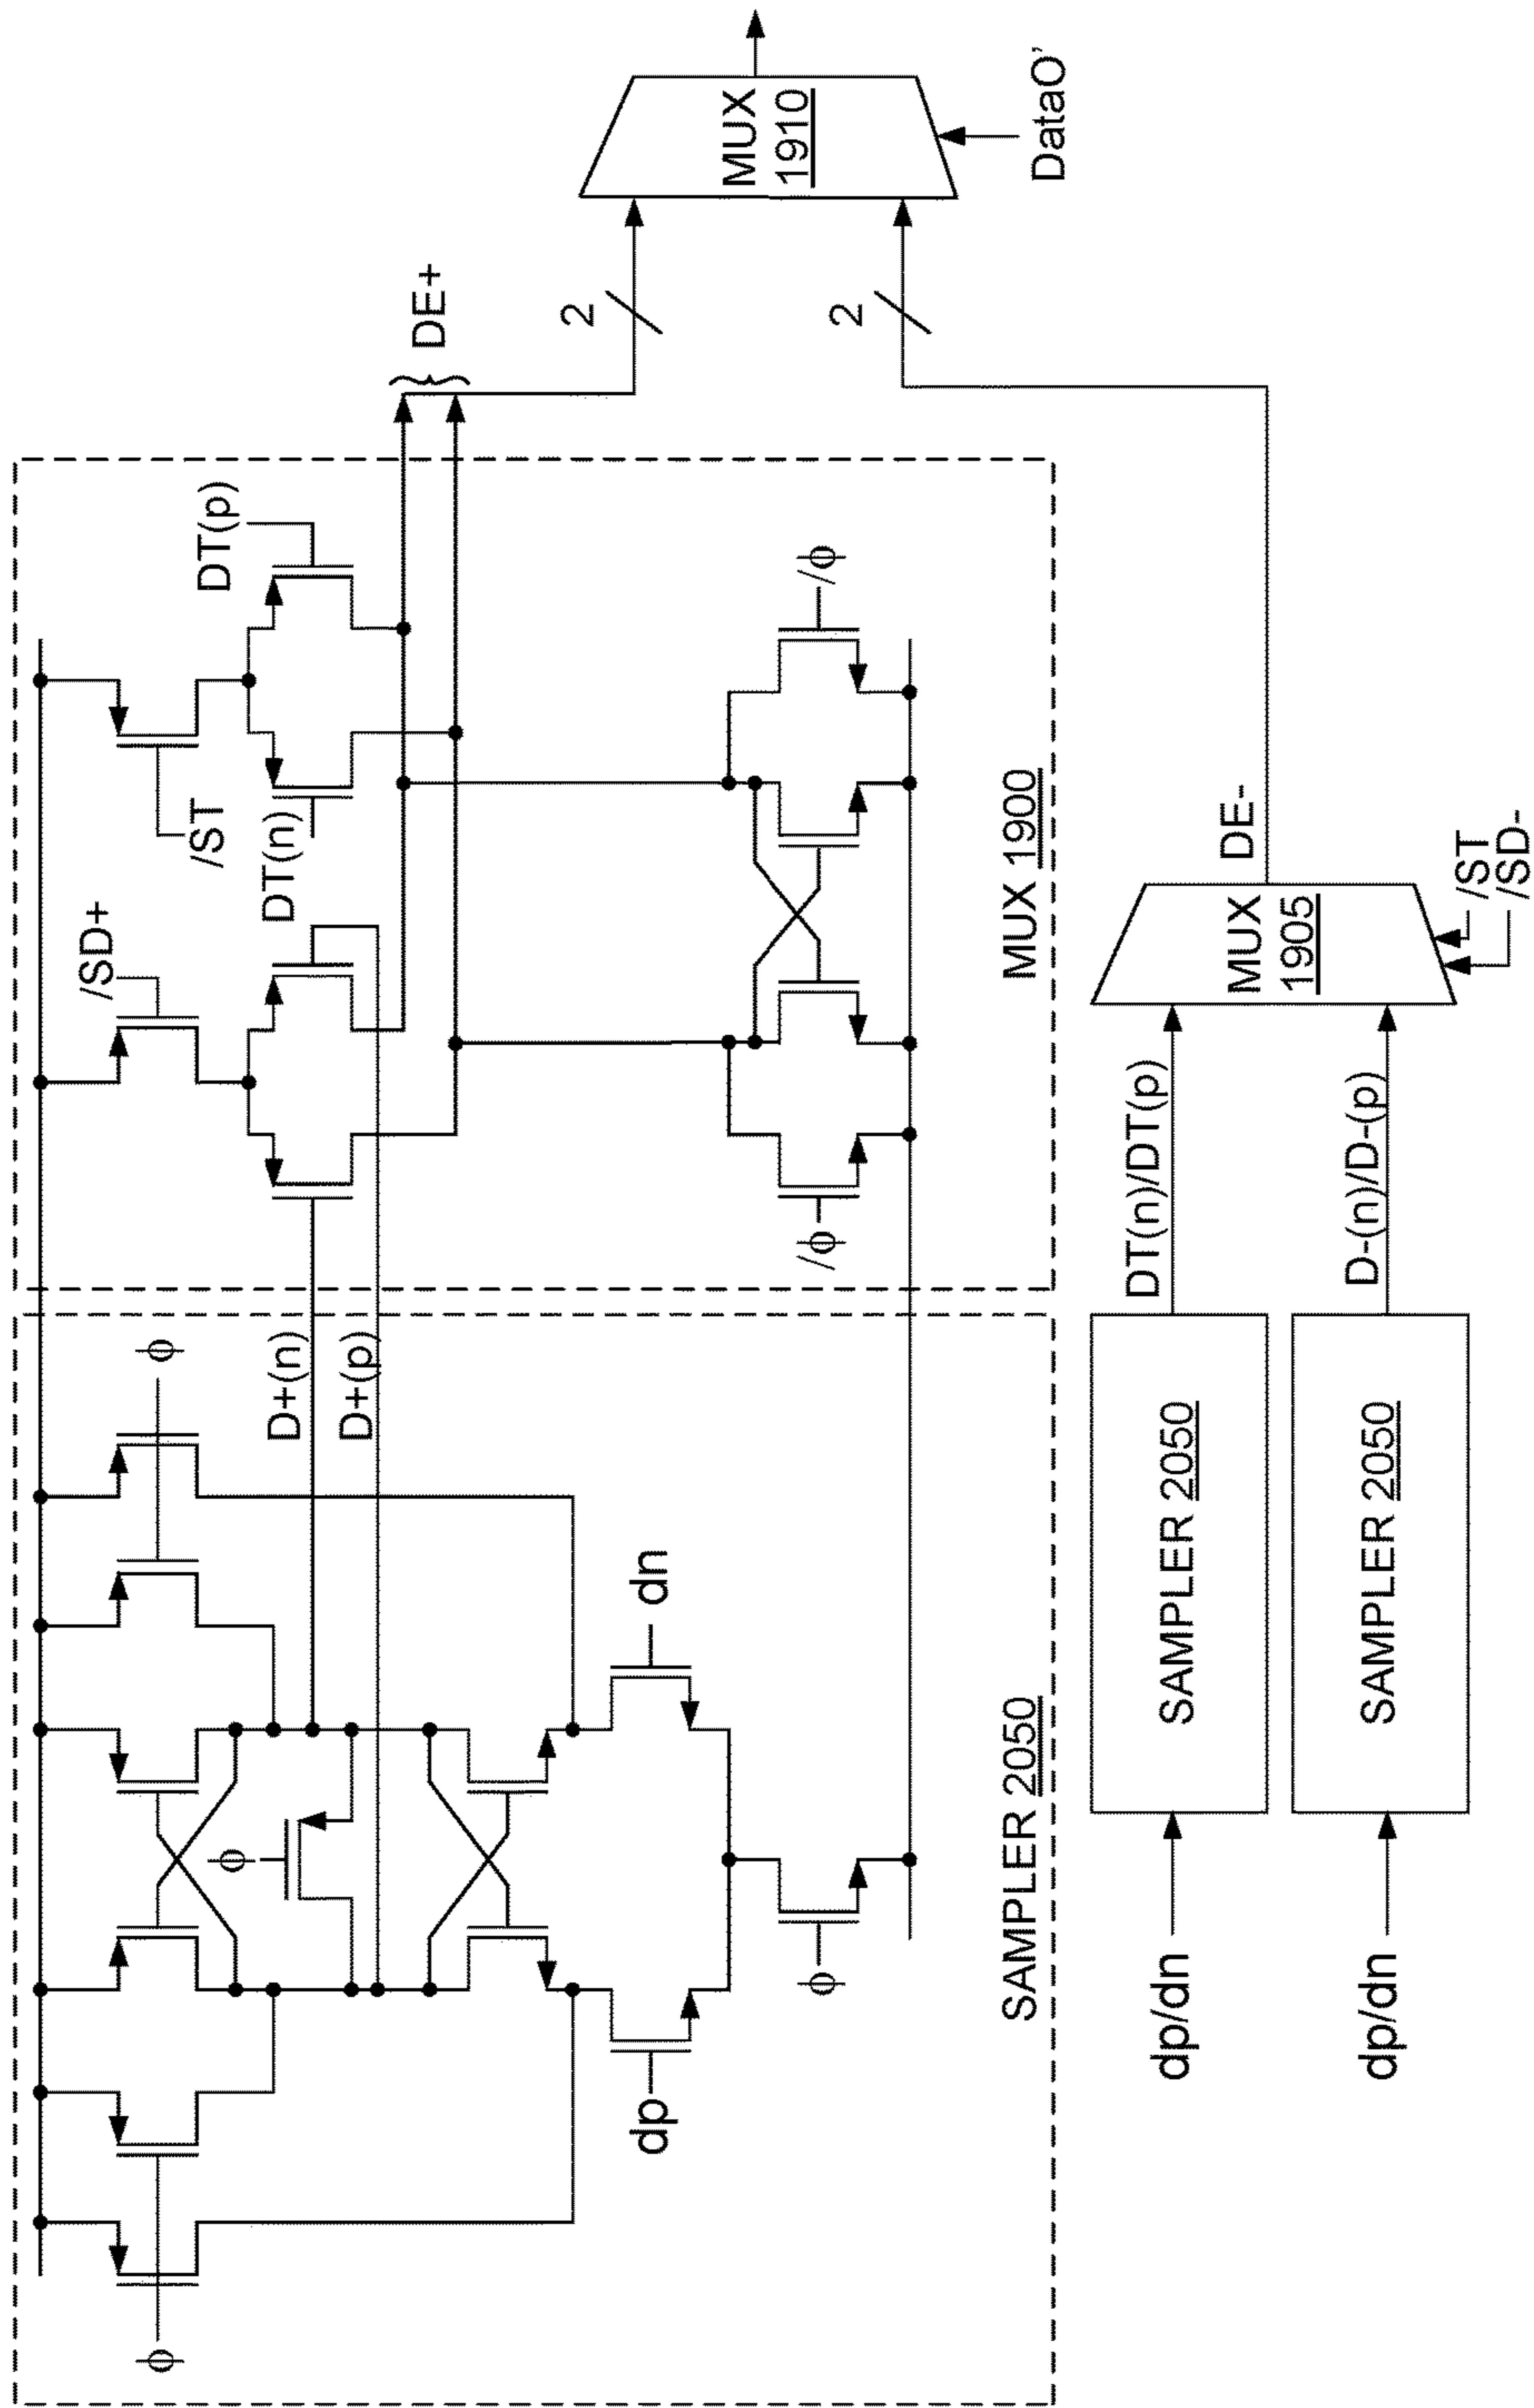 /SD+
ϕ
ϕ
/ST
DT(p)
ϕ
D+(n)
DT(n)
D+(p)
DE+
2
dp
dn
MUX
1910
ϕ
/ϕ
/ϕ
2
SAMPLER 2050
MUX 1900
DataO'
dp/dn
SAMPLER 2050
DT(n)/DT(p)
MUX
1905
DE-
dp/dn
SAMPLER 2050
D-(n)/D-(p)
/ST
/SD-